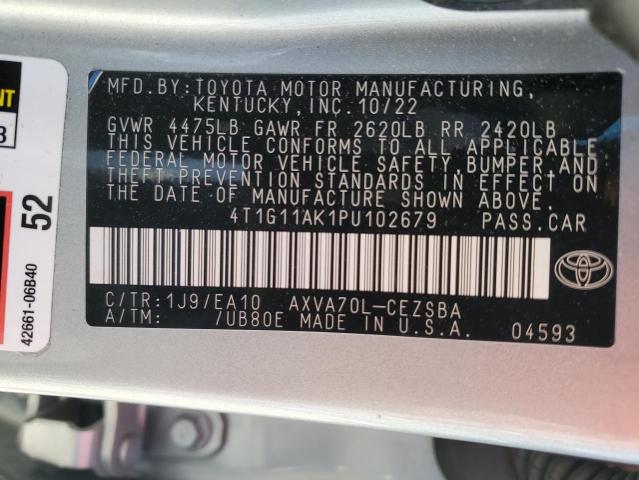 MFD.BY:TOYOTA MOTOR MANUFACTURING,
KENTUCKY,INC.10/22
GVWR 4475LB GAWR FR 2620LB RR 2420LB
THIS VEHICLE CONFORMS TO ALL APPLICABLE
FEDERAL MOTOR VEHICLE SAFETY,BUMPER,AND
THEFT PREVENTION STANDARDS IN EFFECT ON
THE DATE OF MANUFACTURE SHOWN ABOVE.
4T1G11AK1PU102679 PASS.CAR
C/TR:1J9/EA10 AXVA70L-CEZSBA
A/TM: /UB80E MADE IN U.S.A. 04593
52
42661-06B40